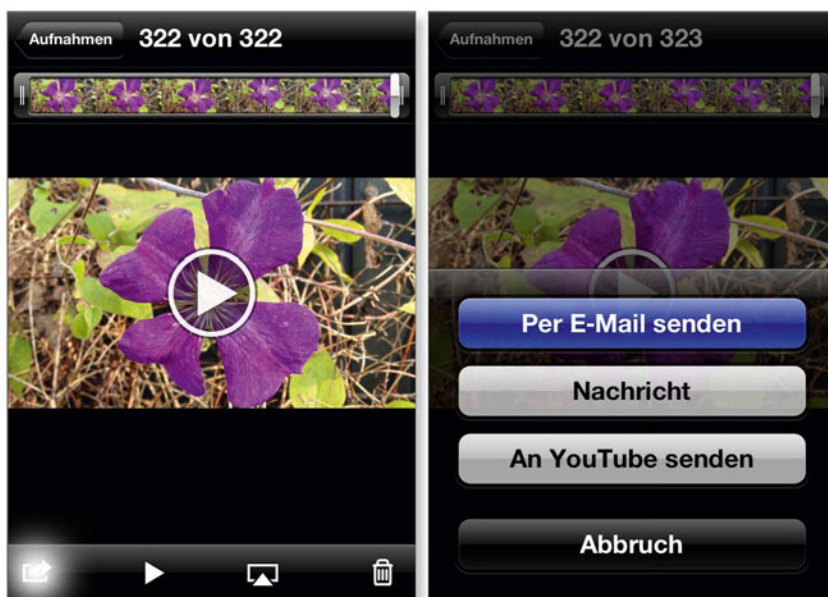 Aufnahmen
322 von 322
Aufnahmen
322 von 323
Per E-Mail senden
Nachricht
An YouTube senden
Abbruch